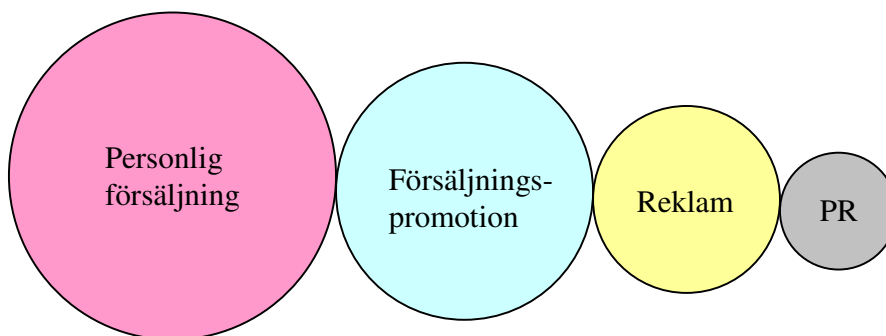 Personlig
försäljning
Försäljnings-
promotion
Reklam
PR